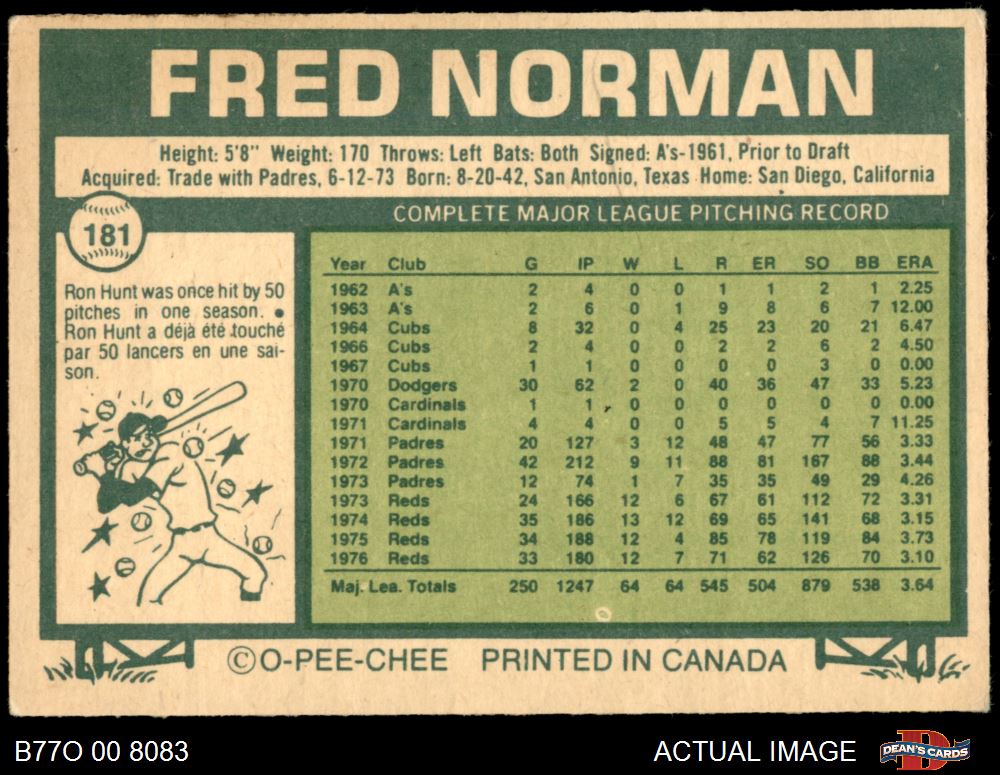 FRED NORMAN
Height: 5'8" Weight: 170 Throws: Left Bats: Both Signed: A's-1961, Prior to Draft
Acquired: Trade with Padres, 6-12-73 Born: 8-20-42, San Antonio, Texas Home: San Diego, California
181
Ron Hunt was once hit by 50
pitches in one season. ●
Ron Hunt a déjà été touché
par 50 lancers en une sai-
son.
COMPLETE MAJOR LEAGUE PITCHING RECORD
Year Club G IP W L R ER SO BB ERA
1962 A's 2 4 0 0 1 1 2 1 2.25
1963 A's 2 6 0 1 9 8 6 7 12.00
1964 Cubs 8 32 0 4 25 23 20 21 6.47
1966 Cubs 2 4 0 0 2 2 6 2 4.50
1967 Cubs 1 1 0 0 0 0 3 0 0.00
1970 Dodgers 30 62 2 0 40 36 47 33 5.23
1970 Cardinals 1 1 0 0 0 0 0 0 0.00
1971 Cardinals 4 4 0 0 5 5 4 7 11.25
1971 Padres 20 127 3 12 48 47 77 56 3.33
1972 Padres 42 212 9 11 88 81 167 88 3.44
1973 Padres 12 74 1 7 35 35 49 29 4.26
1973 Reds 24 166 12 6 67 61 112 72 3.31
1974 Reds 35 186 13 12 69 65 141 68 3.15
1975 Reds 34 188 12 4 85 78 119 84 3.73
1976 Reds 33 180 12 7 71 62 126 70 3.10
Maj. Lea. Totals 250 1247 64 64 545 504 879 538 3.64
©O-PEE-CHEE PRINTED IN CANADA
B77O 00 8083
ACTUAL IMAGE
DEAN'S CARDS